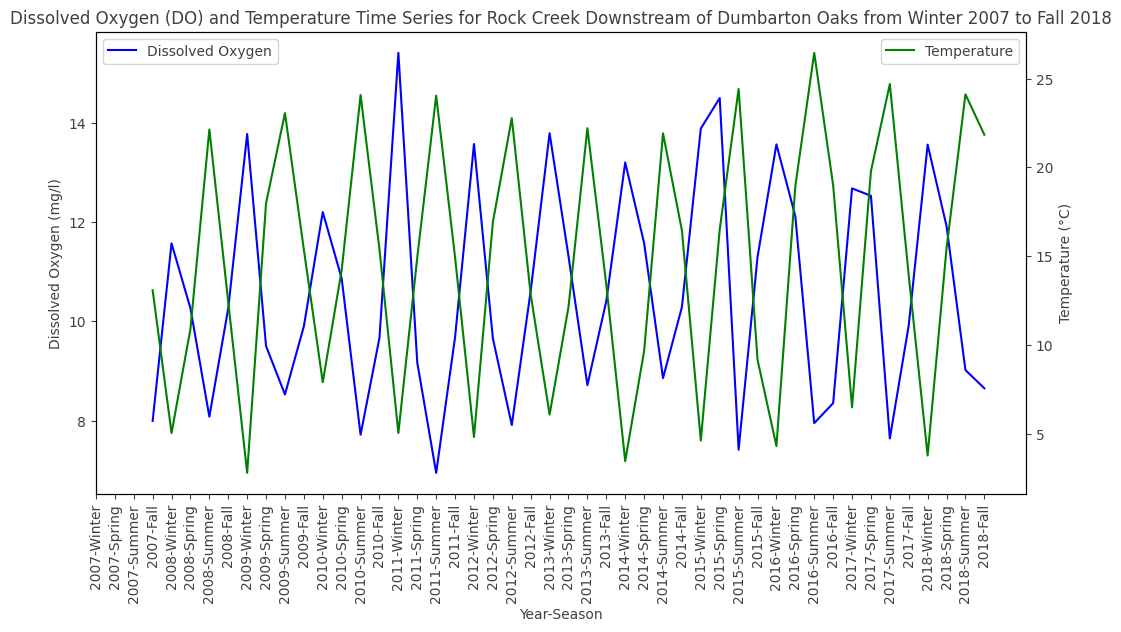 Dissolved Oxygen (DO) and Temperature Time Series for Rock Creek Downstream of Dumbarton Oaks from Winter 2007 to Fall 2018
Dissolved Oxygen
Temperature
Dissolved Oxygen (mg/l)
14
12
10
8
25
20
15
10
5
Temperature (°C)
2007-Winter
2007-Spring
2007-Summer
2007-Fall
2008-Winter
2008-Spring
2008-Summer
2008-Fall
2009-Winter
2009-Spring
2009-Summer
2009-Fall
2010-Winter
2010-Spring
2010-Summer
2010-Fall
2011-Winter
2011-Spring
2011-Summer
2011-Fall
2012-Winter
2012-Spring
2012-Summer
2012-Fall
2013-Winter
2013-Spring
2013-Summer
2013-Fall
2014-Winter
2014-Spring
2014-Summer
2014-Fall
2015-Winter
2015-Spring
2015-Summer
2015-Fall
2016-Winter
2016-Spring
2016-Summer
2016-Fall
2017-Winter
2017-Spring
2017-Summer
2017-Fall
2018-Winter
2018-Spring
2018-Summer
2018-Fall
Year-Season